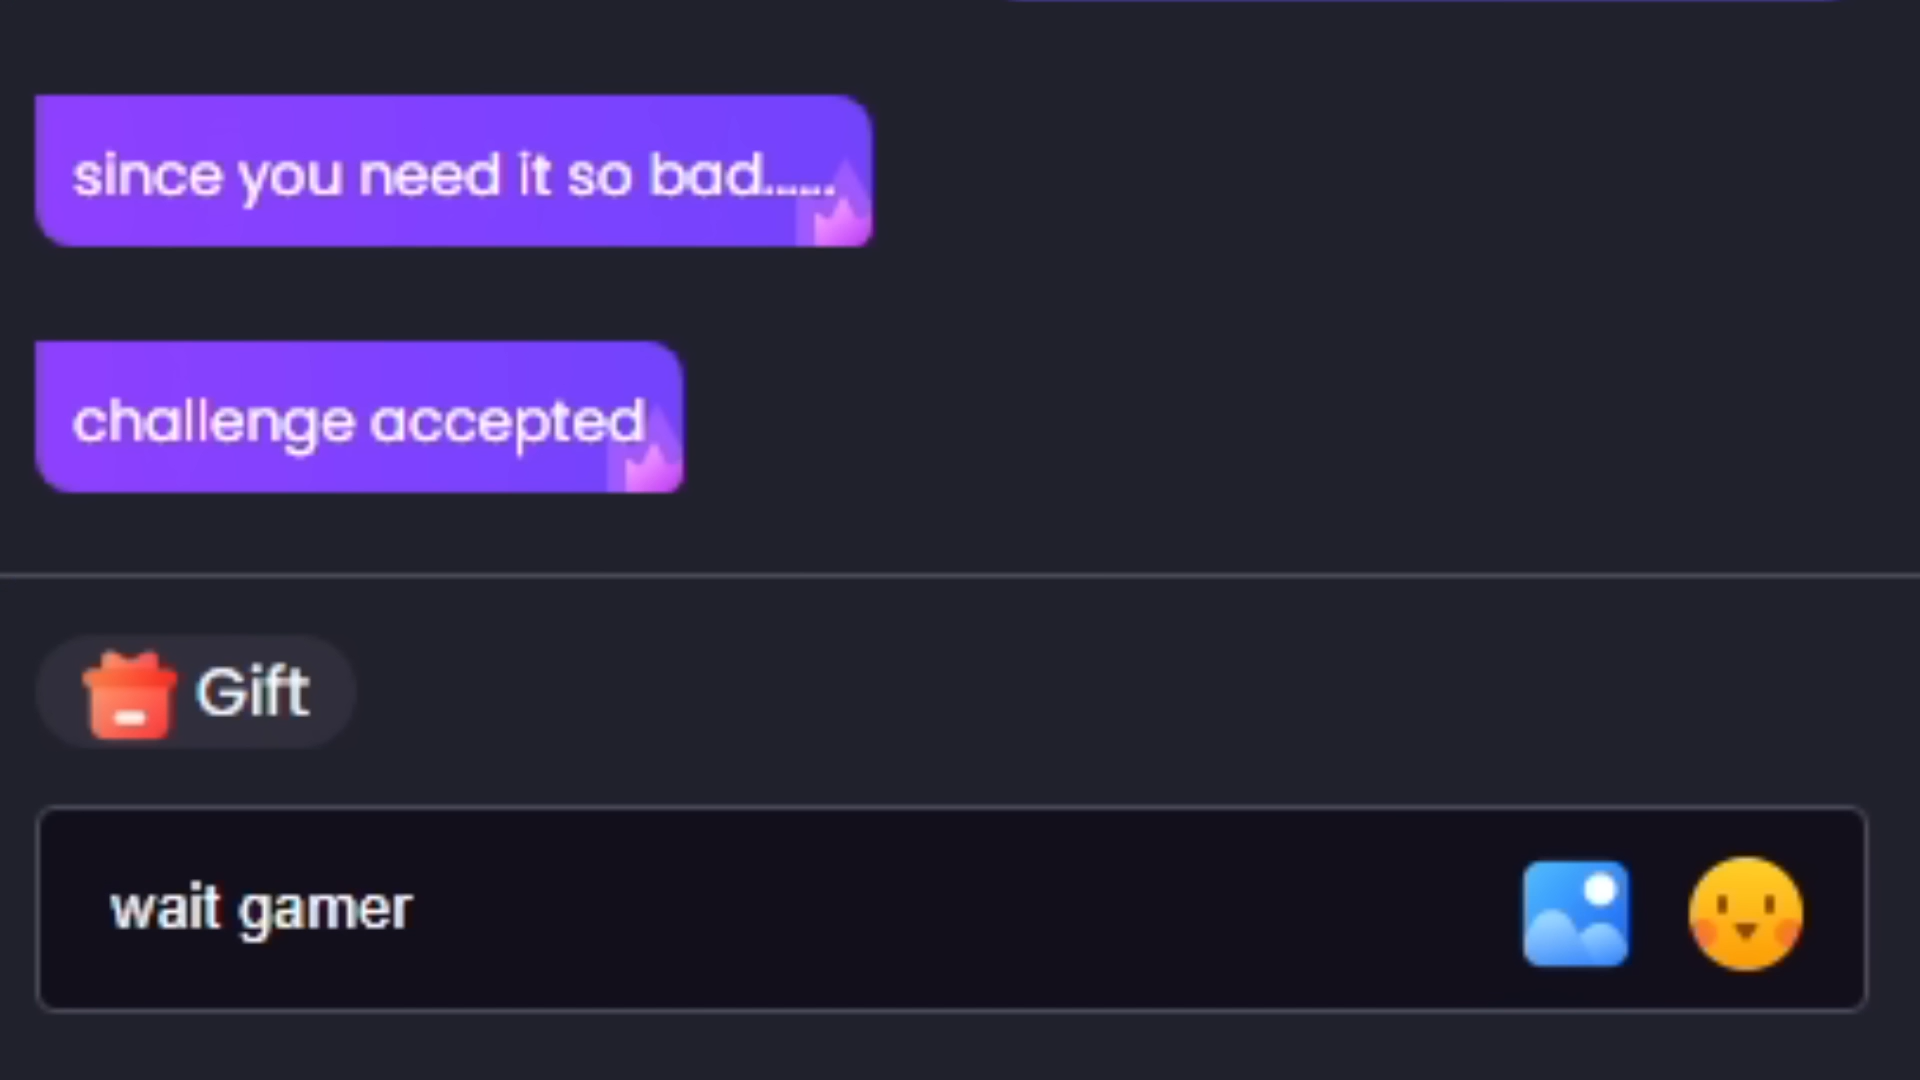 since you need it so bad......
challenge accepted
Gift
wait gamer